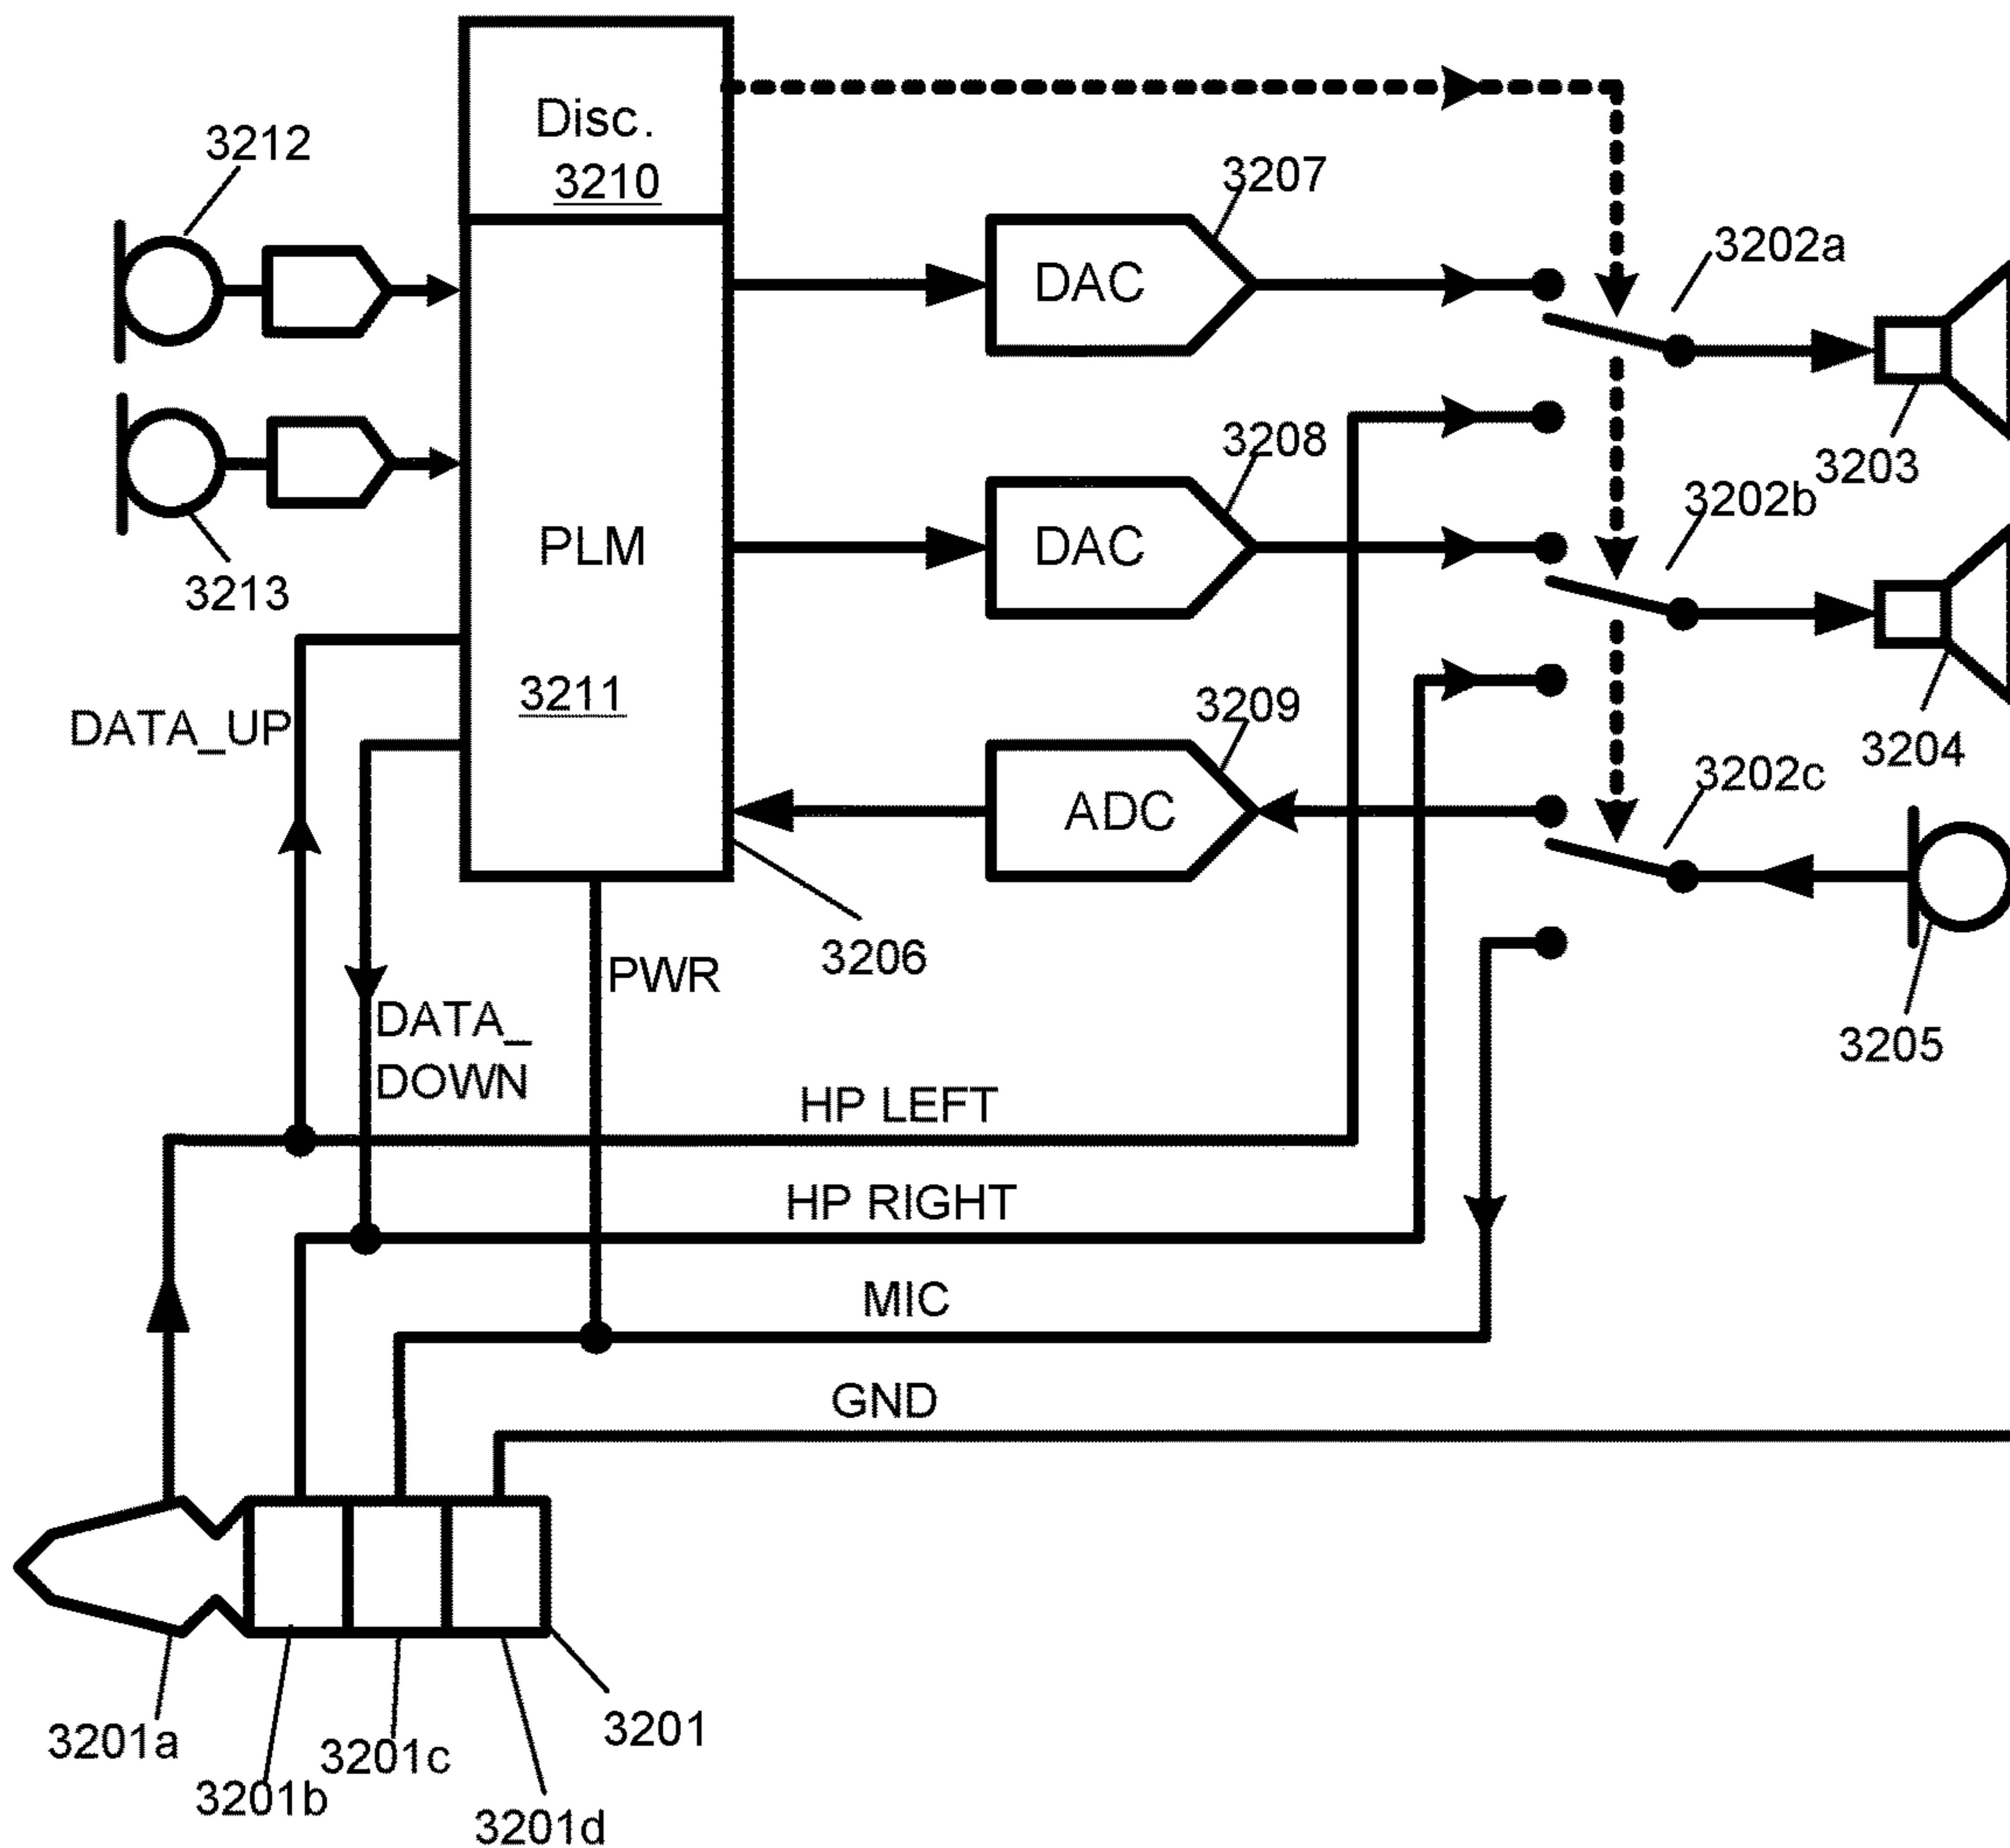 Disc.
3210
3212
3207
3202a
DAC
3203
3208
3202b
DAC
PLM
3213
3211
3209
3204
DATA_UP
3202c
ADC
3206
PWR
3205
DATA_
DOWN
HP LEFT
HP RIGHT
MIC
GND
3201a
3201b
3201c
3201d
3201